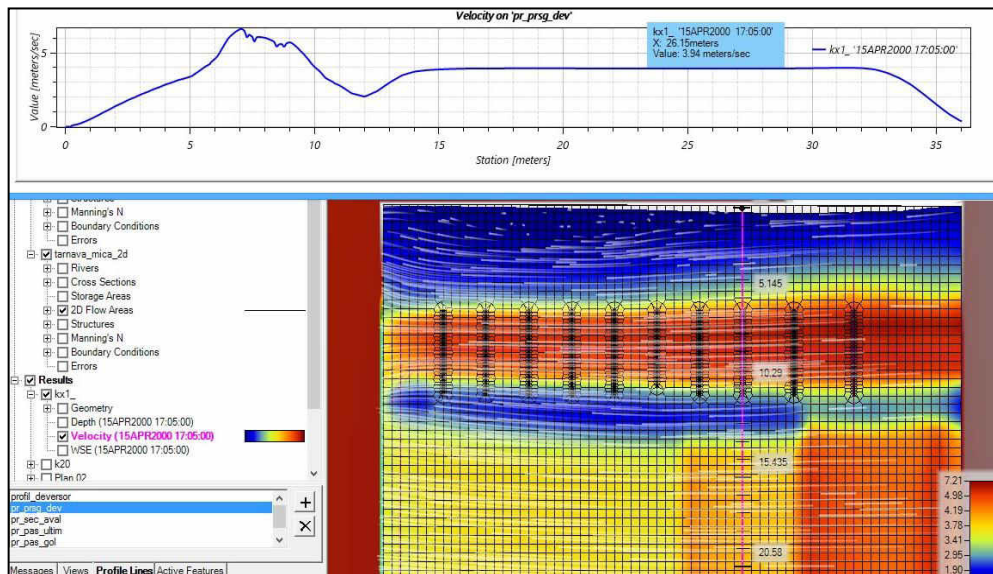 Velocity on 'pr_prsg_dev'
kx1_ '15APR2000 17:05:00'
X: 26.15meters
Value: 3.94 meters/sec
kx1_ '15APR2000 17:05:00'
Value [meters/sec]
5
0
0 5 10 15 20 25 30 35
Station [meters]
Manning's N
Boundary Conditions
Errors
tarnava_mica_2d
Rivers
Cross Sections
Storage Areas
2D Flow Areas
Structures
Manning's N
Boundary Conditions
Errors
Results
kx1_
Geometry
Depth (15APR2000 17:05:00)
Velocity (15APR2000 17:05:00)
WSE (15APR2000 17:05:00)
k20
Plan 02
profil_deversor
pr_prsg_dev
pr_sec_aval
pr_pas_ultim
pr_pas_gol
Messages Views Profile Lines Active Features
5.145
10.29
15.435
20.58
7.21
4.98
4.19
3.78
3.41
2.95
1.90